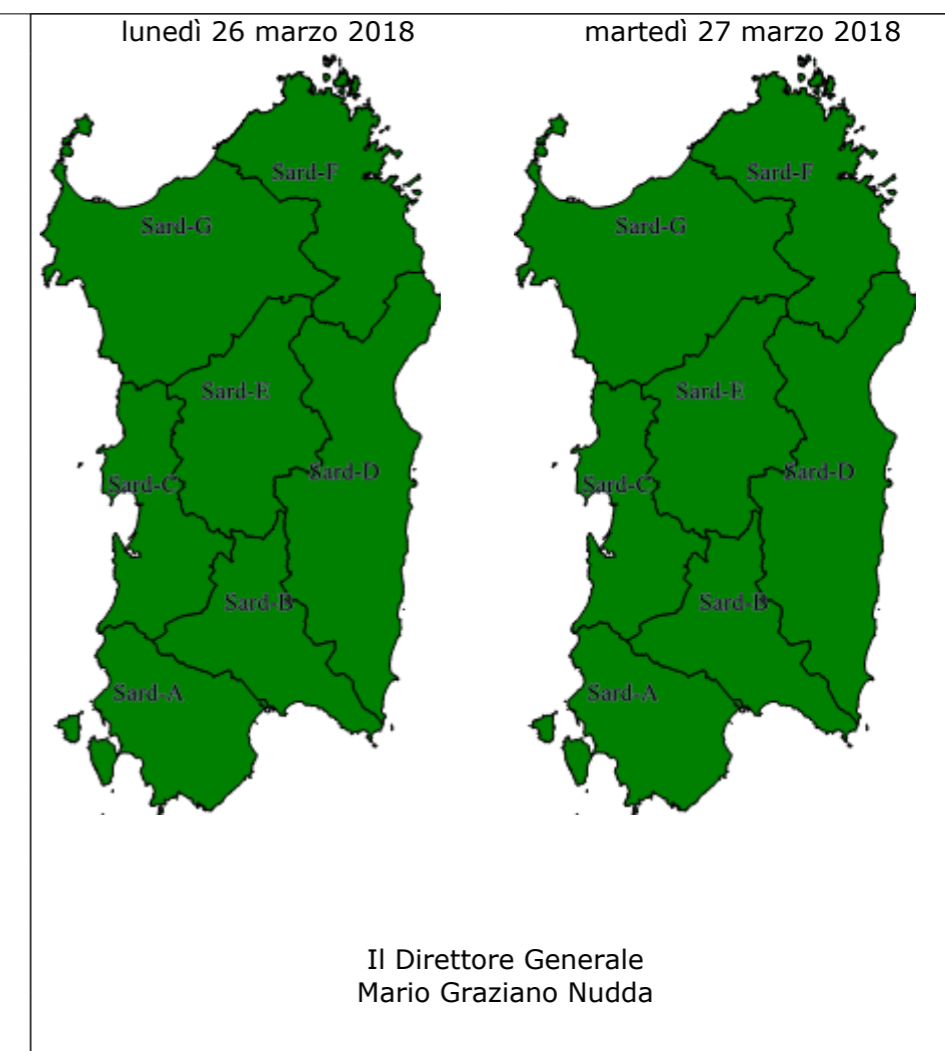 lunedì 26 marzo 2018
martedì 27 marzo 2018
Sard-F
Sard-G
Sard-E
Sard-D
Sard-C
Sard-B
Sard-A
Sard-F
Sard-G
Sard-E
Sard-D
Sard-C
Sard-B
Sard-A
Il Direttore Generale
Mario Graziano Nudda